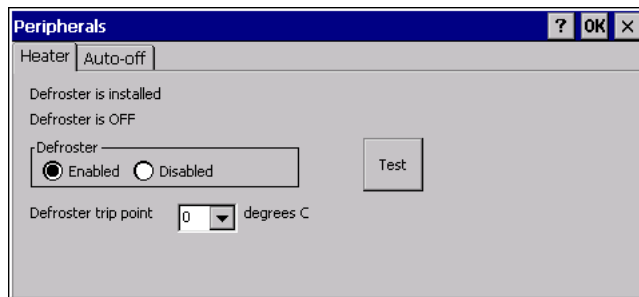 Peripherals ? OK ×
Heater Auto-off
Defroster is installed
Defroster is OFF
Defroster
Enabled Disabled
Test
Defroster trip point 0 degrees C